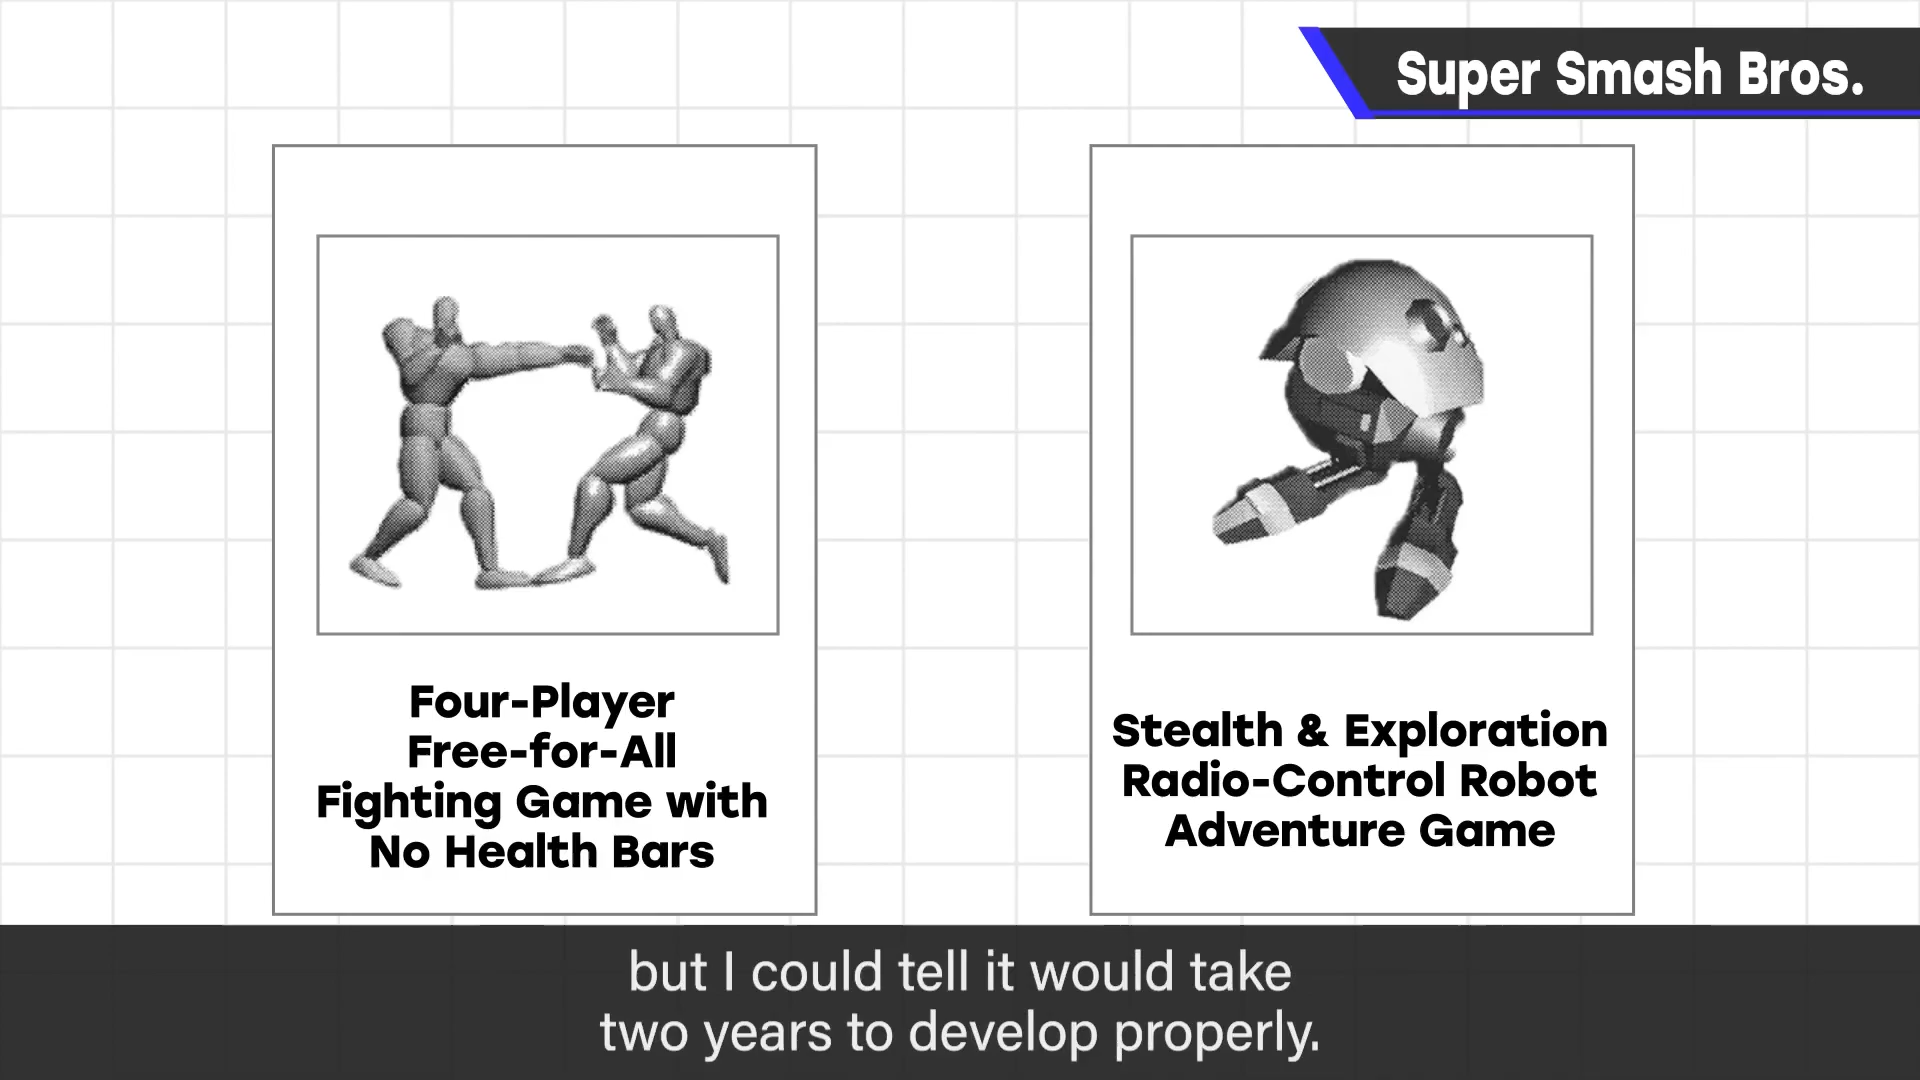 Super Smash Bros.
Four-Player
Free-for-All
Fighting Game with
No Health Bars
Stealth & Exploration
Radio-Control Robot
Adventure Game
but I could tell it would take
two years to develop properly.